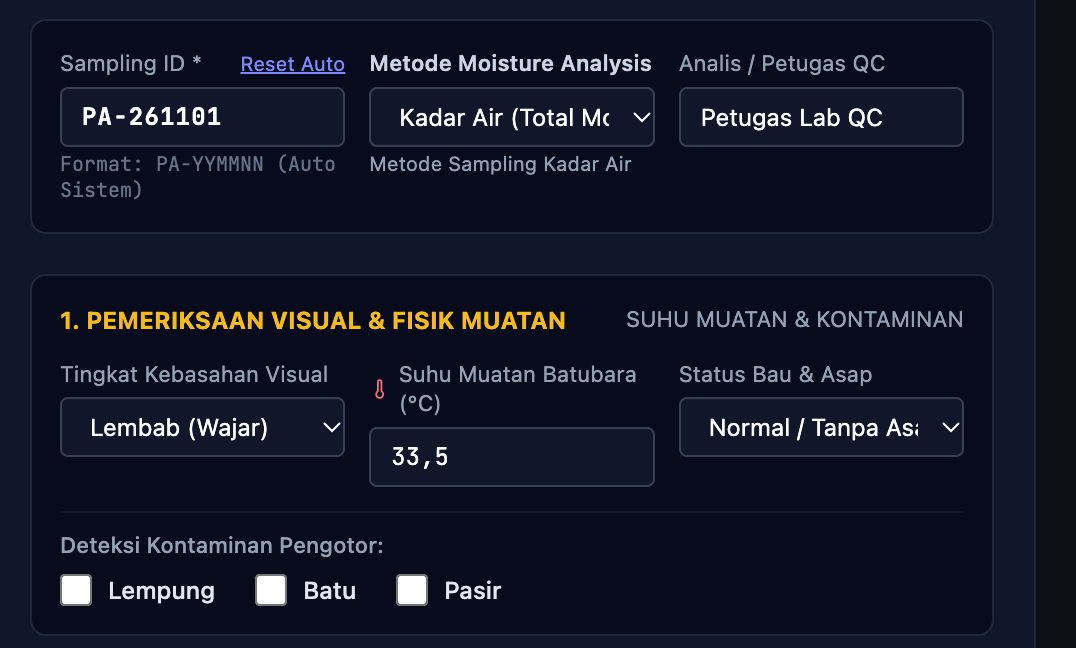 Sampling ID * Reset Auto Metode Moisture Analysis Analis / Petugas QC
PA-261101 Kadar Air (Total Mo Petugas Lab QC
Format: PA-YYMMNN (Auto Metode Sampling Kadar Air
Sistem)
1. PEMERIKSAAN VISUAL & FISIK MUATAN SUHU MUATAN & KONTAMINAN
Tingkat Kebasahan Visual Suhu Muatan Batubara Status Bau & Asap
(°C)
Lembab (Wajar) Normal / Tanpa Asa
33,5
Deteksi Kontaminan Pengotor:
Lempung Batu Pasir